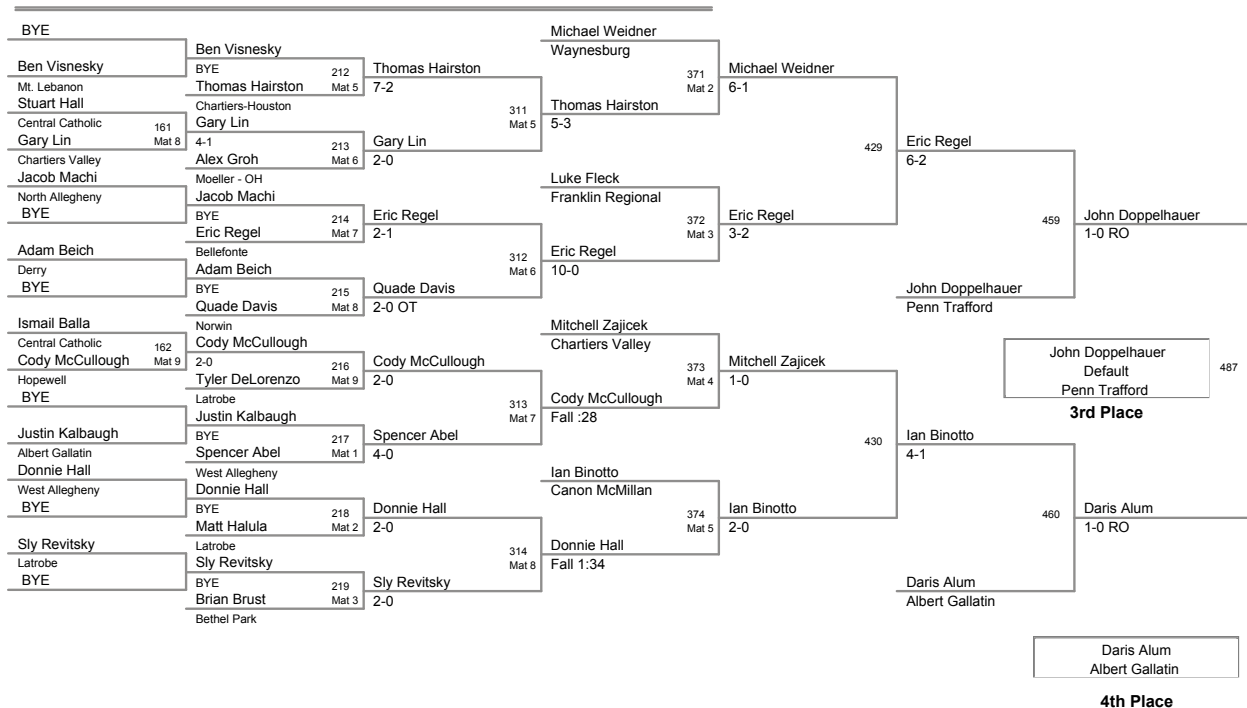 BYE
Ben Visnesky
Mt. Lebanon
Stuart Hall
Central Catholic
161
Gary Lin
Mat 8
Chartiers Valley
Jacob Machi
North Allegheny
BYE
Adam Beich
Derry
BYE
Ismail Balla
Central Catholic
162
Cody McCullough
Mat 9
Hopewell
BYE
Justin Kalbaugh
Albert Gallatin
Donnie Hall
West Allegheny
BYE
Sly Revitsky
Latrobe
BYE
Ben Visnesky
BYE
212
Thomas Hairston
Mat 5
Chartiers-Houston
Gary Lin
4-1
213
Alex Groh
Mat 6
Moeller - OH
Jacob Machi
BYE
214
Eric Regel
Mat 7
Bellefonte
Adam Beich
BYE
215
Quade Davis
Mat 8
Norwin
Cody McCullough
2-0
216
Tyler DeLorenzo
Mat 9
Latrobe
Justin Kalbaugh
BYE
217
Spencer Abel
Mat 1
West Allegheny
Donnie Hall
BYE
218
Matt Halula
Mat 2
Latrobe
Sly Revitsky
BYE
219
Brian Brust
Mat 3
Bethel Park
Thomas Hairston
7-2
311
Mat 5
Gary Lin
2-0
Eric Regel
2-1
312
Mat 6
Quade Davis
2-0 OT
Cody McCullough
2-0
313
Mat 7
Spencer Abel
4-0
Donnie Hall
2-0
314
Mat 8
Sly Revitsky
2-0
Michael Weidner
Waynesburg
371
Mat 2
Thomas Hairston
5-3
Luke Fleck
Franklin Regional
372
Mat 3
Eric Regel
10-0
Mitchell Zajicek
Chartiers Valley
373
Mat 4
Cody McCullough
Fall :28
Ian Binotto
Canon McMillan
374
Mat 5
Donnie Hall
Fall 1:34
Michael Weidner
6-1
429
Eric Regel
3-2
Mitchell Zajicek
1-0
430
Ian Binotto
2-0
Eric Regel
6-2
459
John Doppelhauer
Penn Trafford
Ian Binotto
4-1
460
Daris Alum
Albert Gallatin
John Doppelhauer
1-0 RO
John Doppelhauer
Default
487
Penn Trafford
3rd Place
Daris Alum
1-0 RO
Daris Alum
Albert Gallatin
4th Place